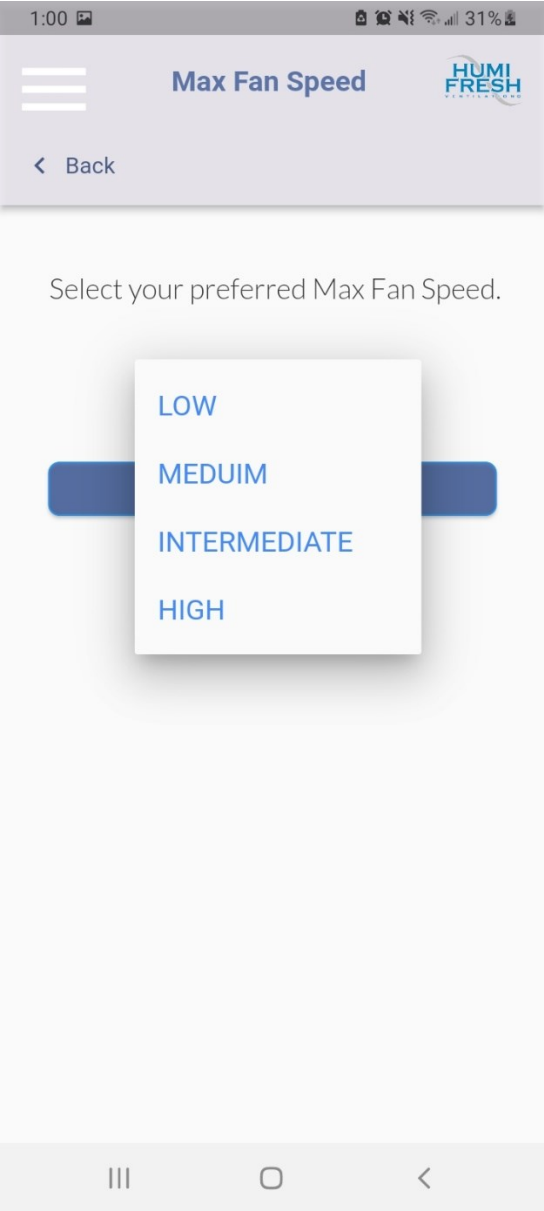 1:00
31%
Max Fan Speed
HUMI
FRESH
VENTILATIONS
Back
Select your preferred Max Fan Speed.
LOW
MEDUIM
INTERMEDIATE
HIGH